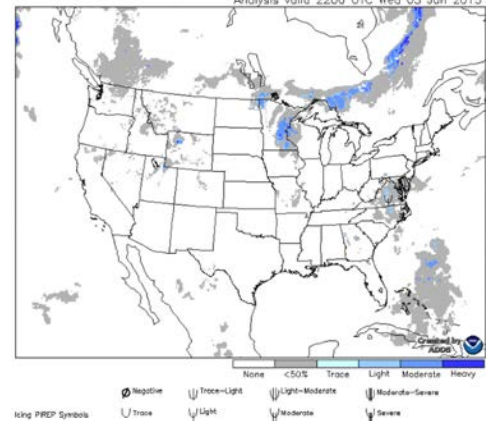 Analysis valid 2200 UTC Wed 03 Jun 2015
Created by
ADDS
None <50% Trace Light Moderate Heavy
Negative Trace-Light Light-Moderate Moderate-Severe
Icing PIREP Symbols Trace Light Moderate Severe